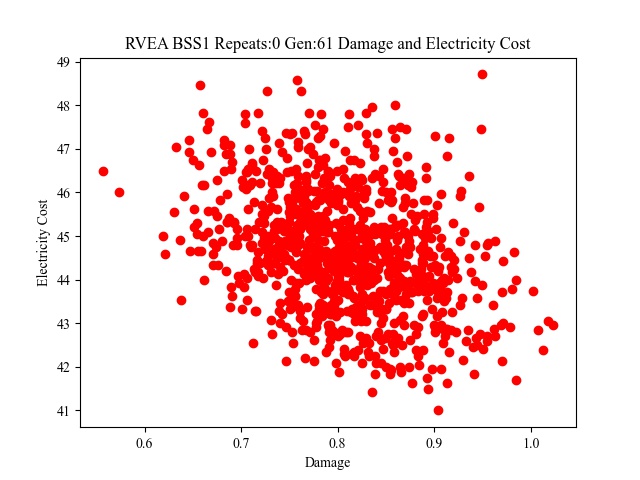 RVEA BSS1 Repeats:0 Gen:61 Damage and Electricity Cost
49
48
47
46
45
44
43
42
41
Electricity Cost
0.6 0.7 0.8 0.9 1.0
Damage